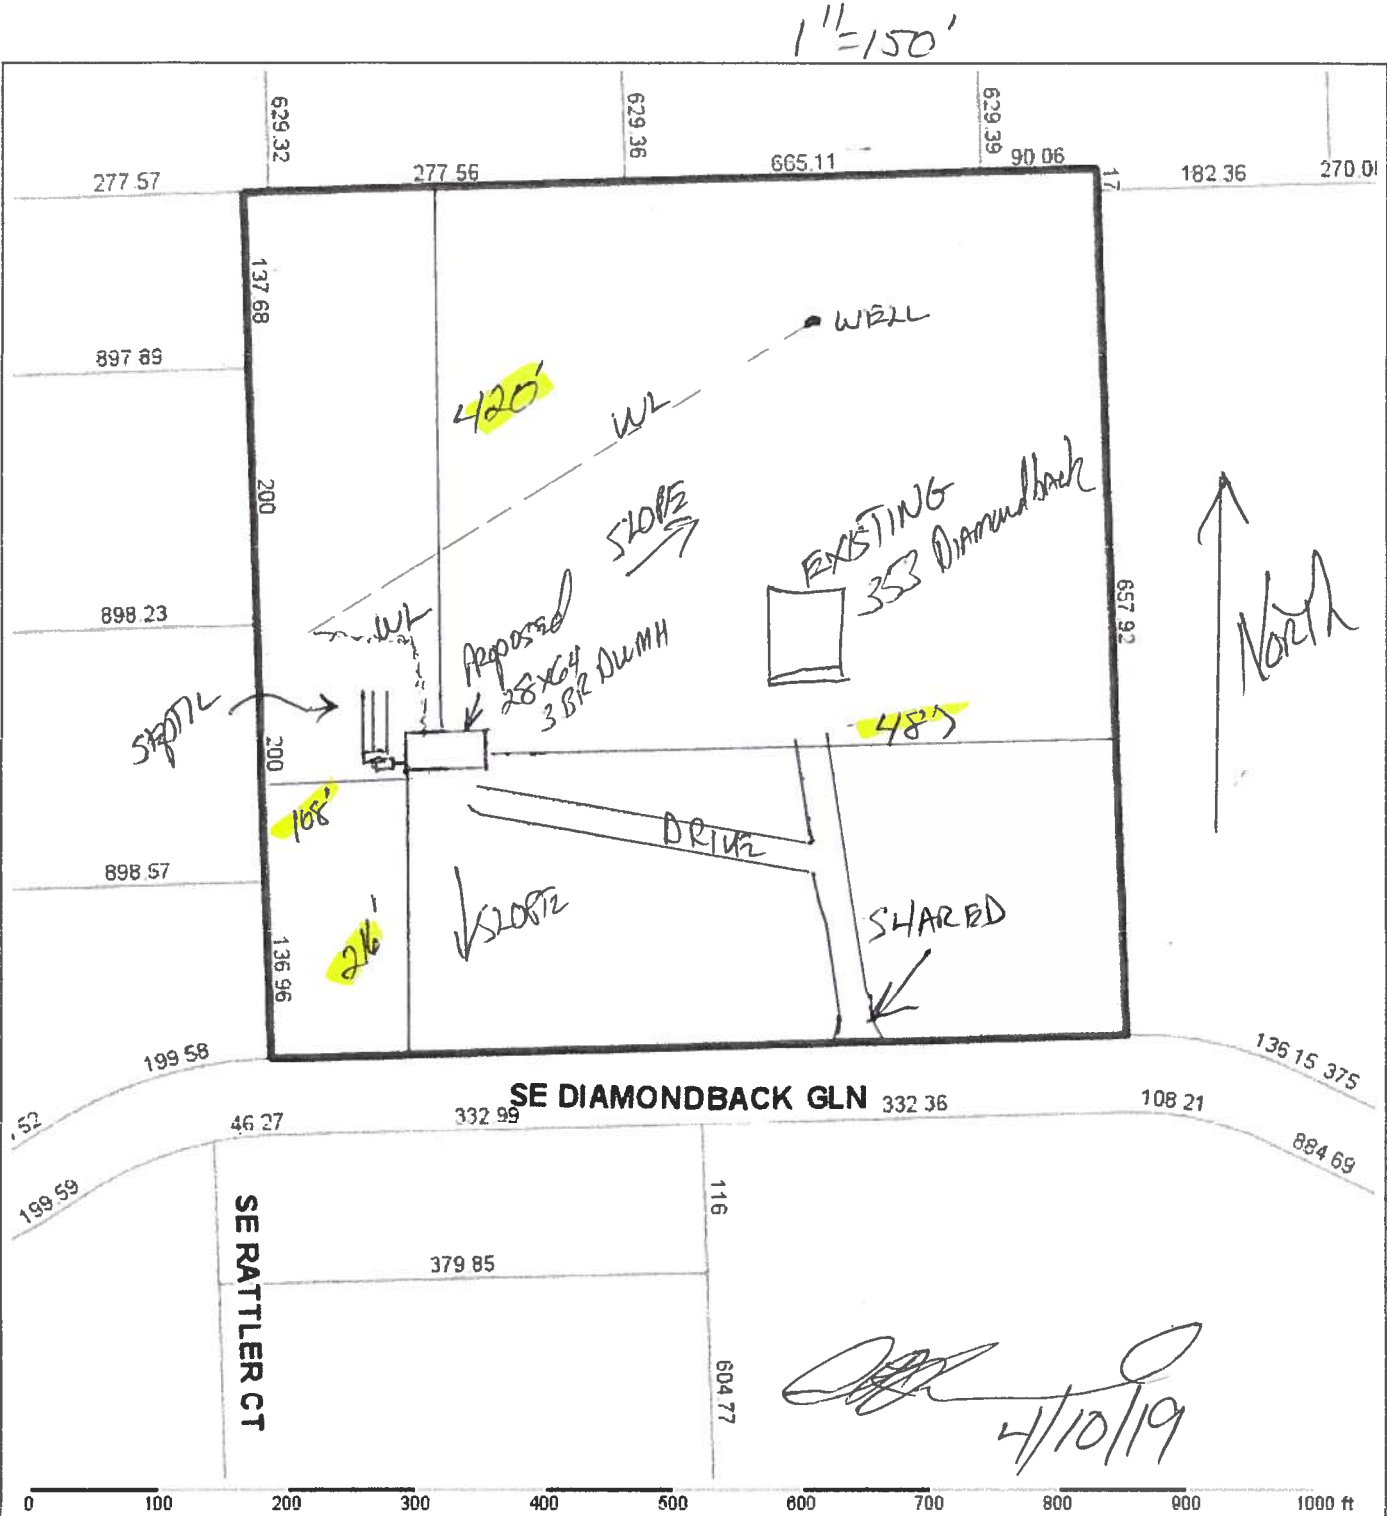 1"=150'
629.32
629.36
629.39
277.57
277.56
665.11
90.06
17
182.36
270.0
137.68
WELL
897.89
420'
WL
200
SLOPE
EXISTING
353 Diamondback
898.23
WL
Proposed
28x64
3 BR DWMH
657.92
North
SEPTIC
200
483
108'
DRIVE
898.57
SLOPE
SHARED
216'
136.96
199.58
136.15 375
SE DIAMONDBACK GLN
332.36
108.21
.52
46.27
332.99
884.69
199.59
116
SE RATTLER CT
379.85
604.77
4/10/19
0 100 200 300 400 500 600 700 800 900 1000 ft